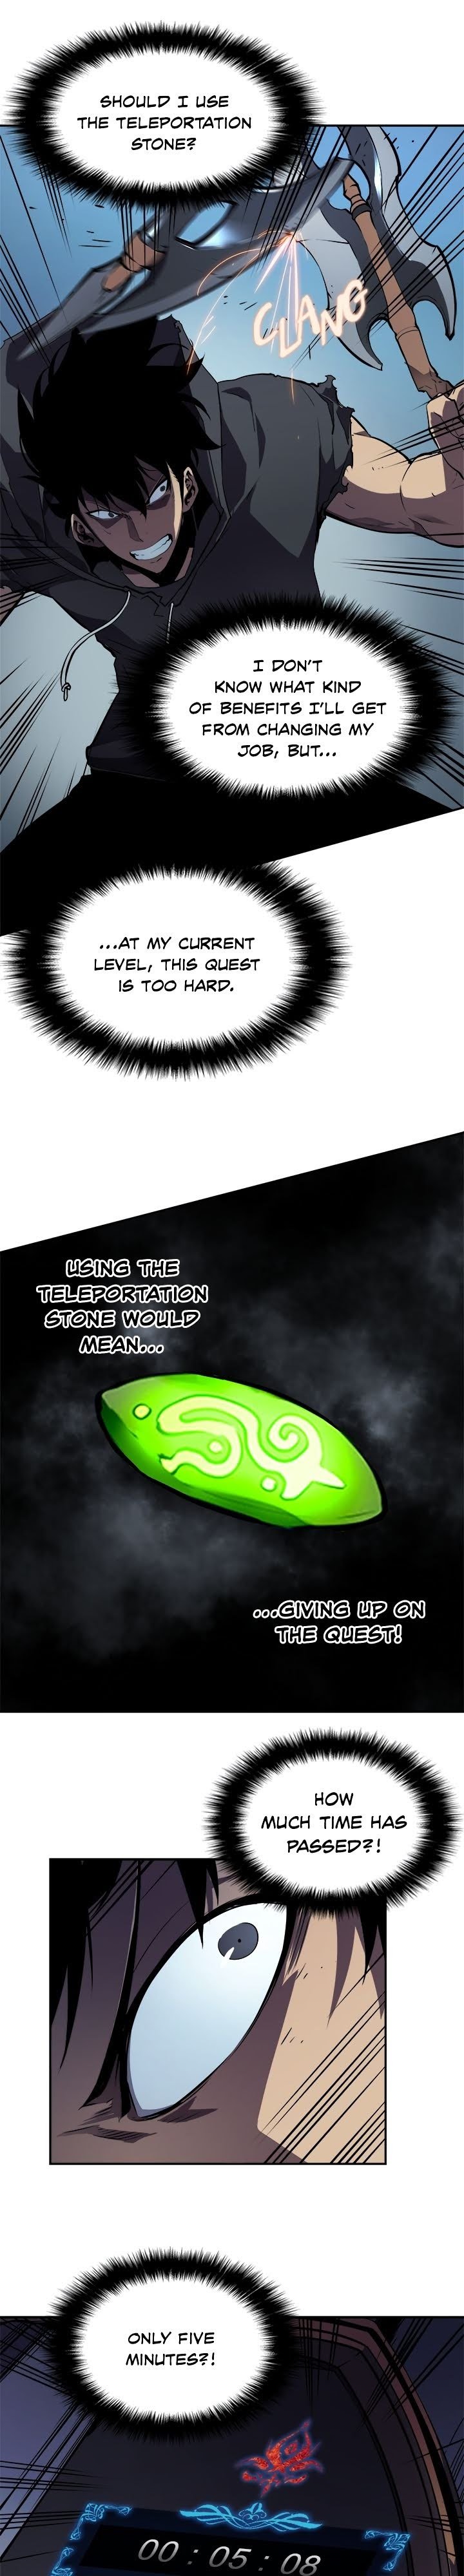 SHOULD I USE
THE TELEPORTATION
STONE?
CLANG
I DON'T
KNOW WHAT KIND
OF BENEFITS I'LL GET
FROM CHANGING MY
JOB, BUT...
...AT MY CURRENT
LEVEL, THIS QUEST
IS TOO HARD.
USING THE
TELEPORTATION
STONE WOULD
MEAN...
...GIVING UP ON
THE QUEST!
HOW
MUCH TIME HAS
PASSED?!
ONLY FIVE
MINUTES?!
00 : 05 : 08